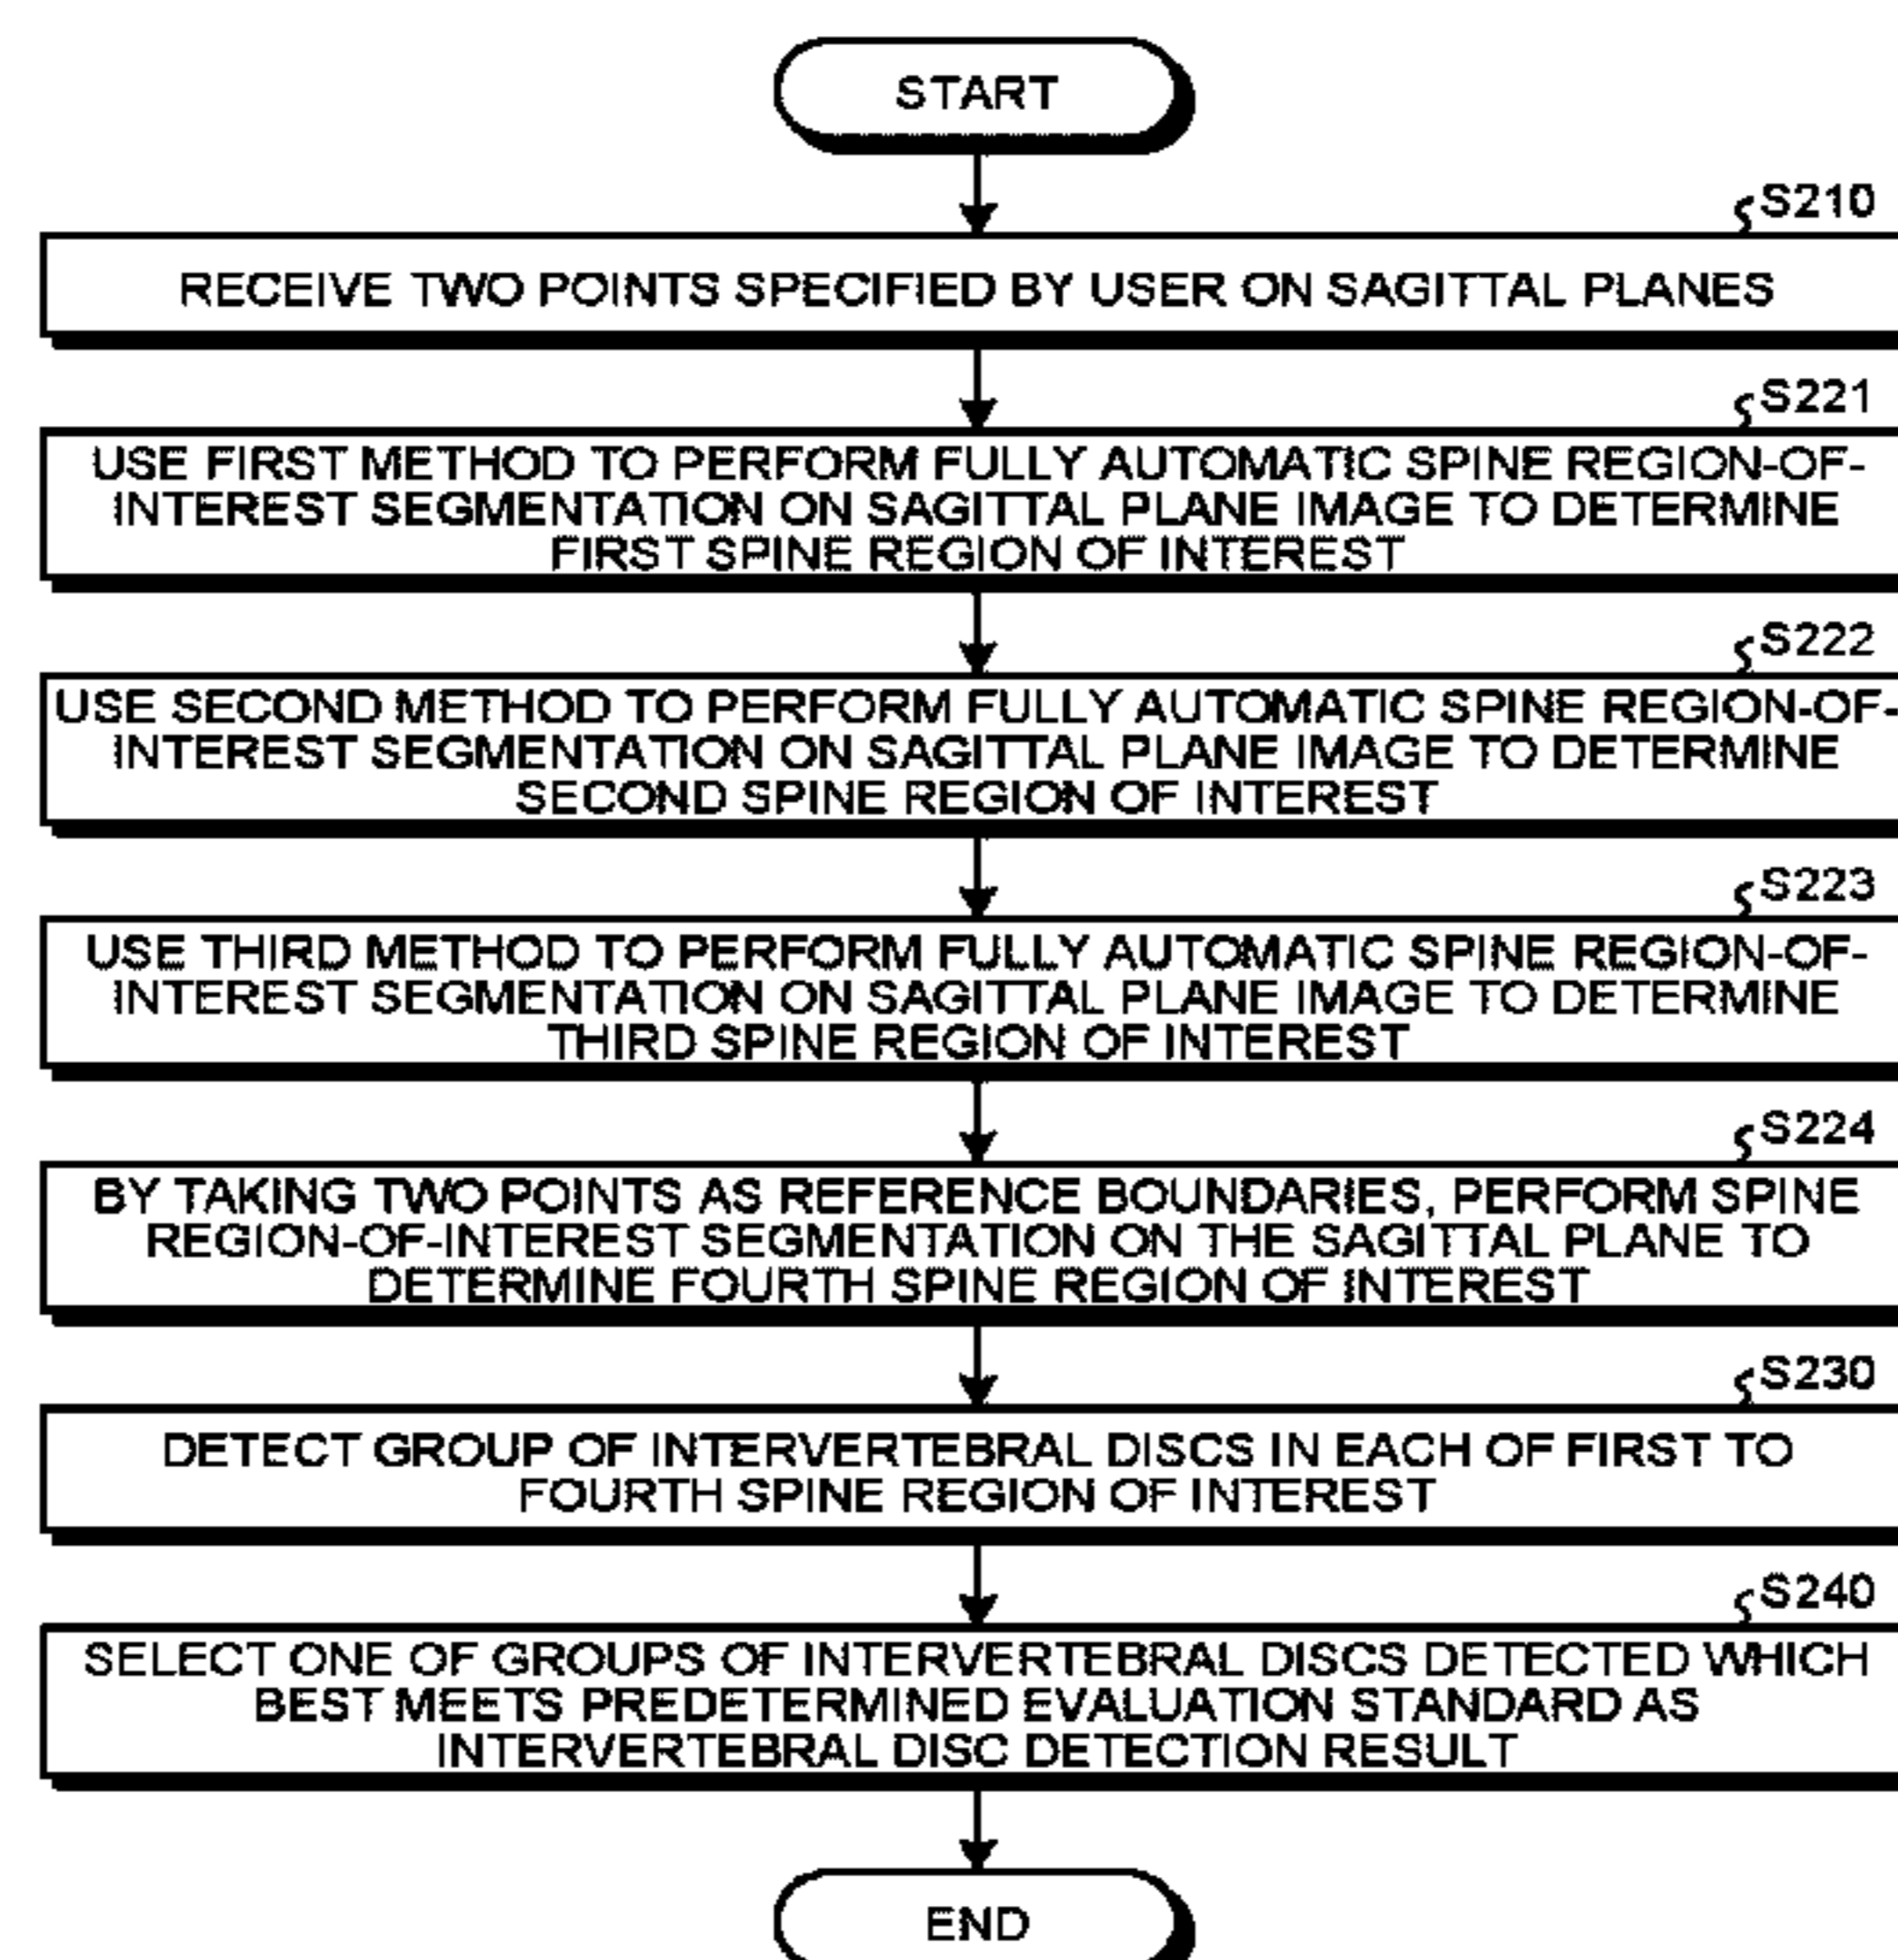 START
S210
RECEIVE TWO POINTS SPECIFIED BY USER ON SAGITTAL PLANES
S221
USE FIRST METHOD TO PERFORM FULLY AUTOMATIC SPINE REGION-OF-
INTEREST SEGMENTATION ON SAGITTAL PLANE IMAGE TO DETERMINE
FIRST SPINE REGION OF INTEREST
S222
USE SECOND METHOD TO PERFORM FULLY AUTOMATIC SPINE REGION-OF-
INTEREST SEGMENTATION ON SAGITTAL PLANE IMAGE TO DETERMINE
SECOND SPINE REGION OF INTEREST
S223
USE THIRD METHOD TO PERFORM FULLY AUTOMATIC SPINE REGION-OF-
INTEREST SEGMENTATION ON SAGITTAL PLANE IMAGE TO DETERMINE
THIRD SPINE REGION OF INTEREST
S224
BY TAKING TWO POINTS AS REFERENCE BOUNDARIES, PERFORM SPINE
REGION-OF-INTEREST SEGMENTATION ON THE SAGITTAL PLANE TO
DETERMINE FOURTH SPINE REGION OF INTEREST
S230
DETECT GROUP OF INTERVERTEBRAL DISCS IN EACH OF FIRST TO
FOURTH SPINE REGION OF INTEREST
S240
SELECT ONE OF GROUPS OF INTERVERTEBRAL DISCS DETECTED WHICH
BEST MEETS PREDETERMINED EVALUATION STANDARD AS
INTERVERTEBRAL DISC DETECTION RESULT
END